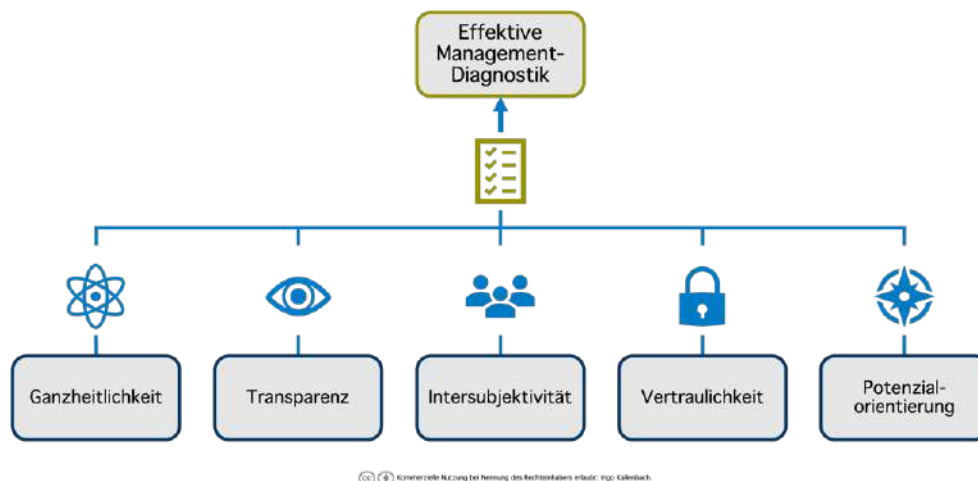 Effektive
Management-
Diagnostik
Ganzheitlichkeit
Transparenz
Intersubjektivität
Vertraulichkeit
Potenzial-
orientierung
Kommerzielle Nutzung bei Nennung des Rechteinhabers erlaubt: Ingo Kallenbach.